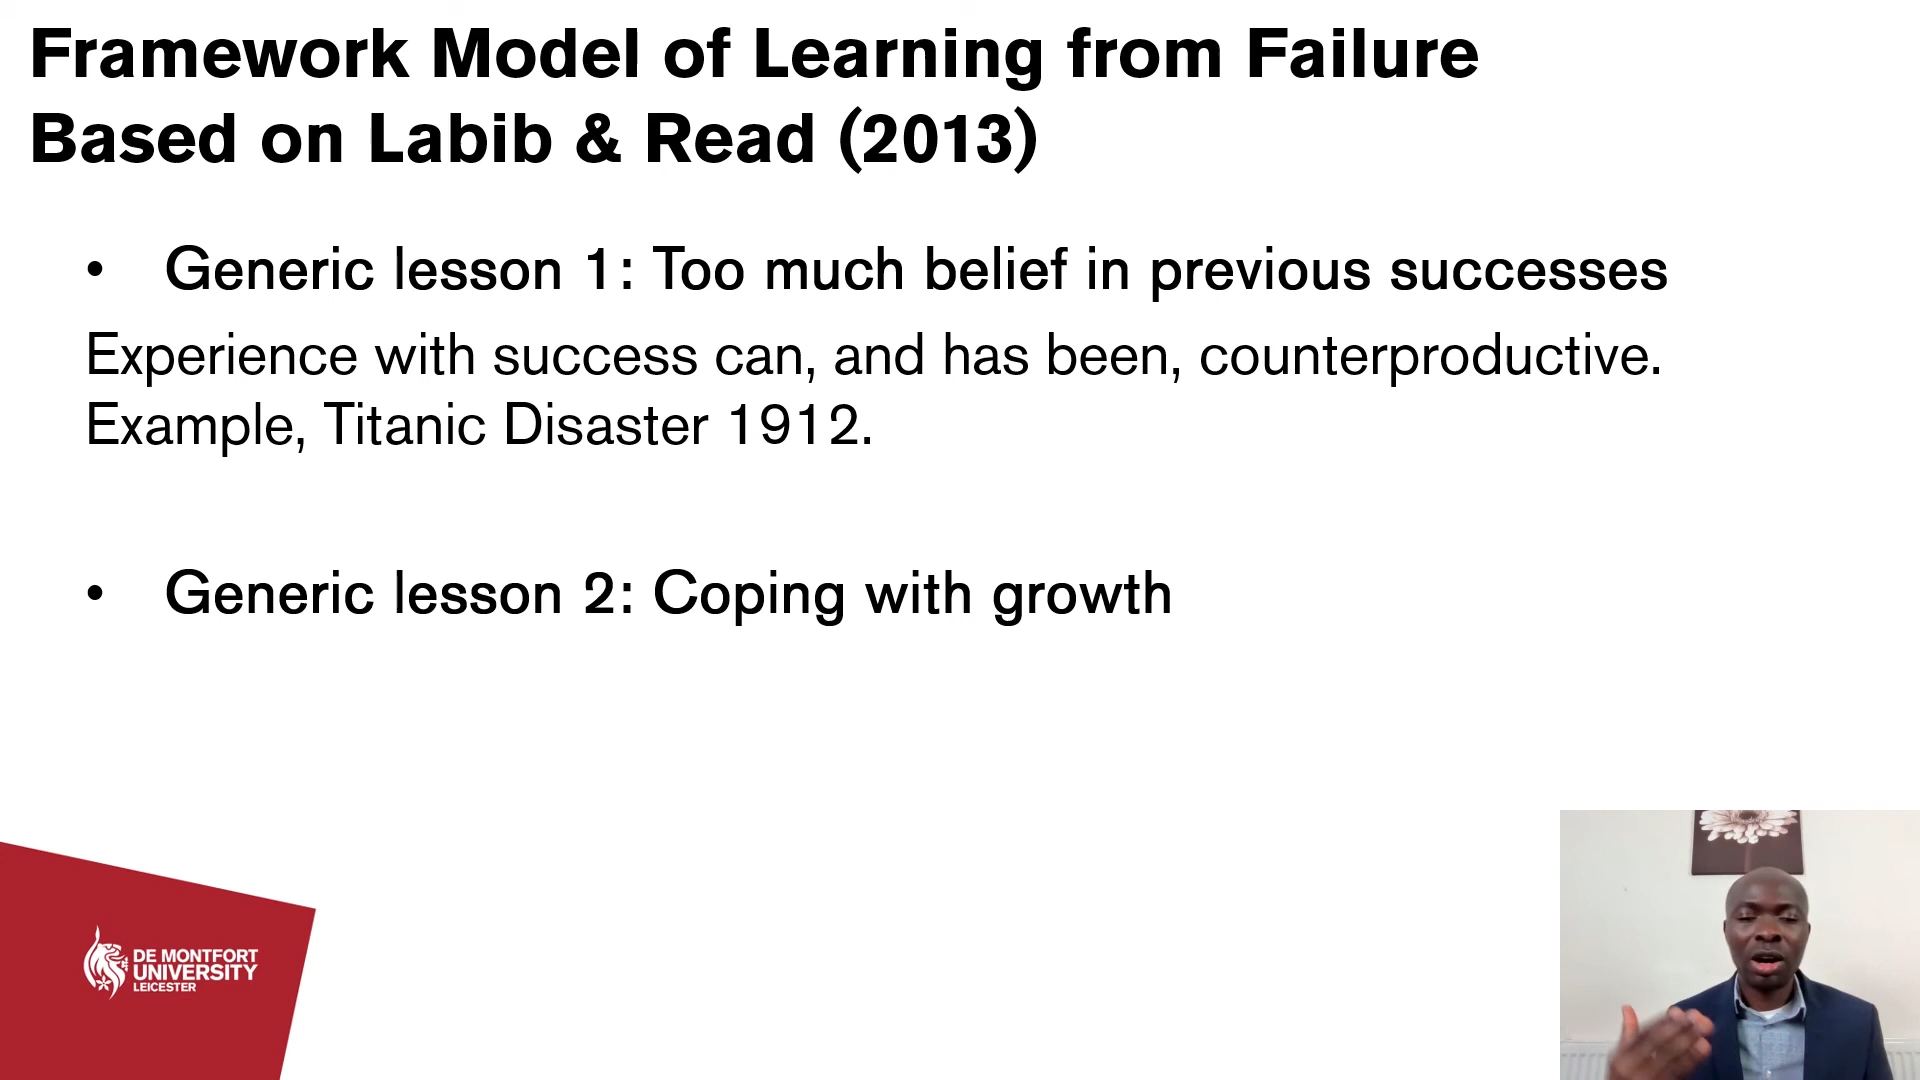 Framework Model of Learning from Failure
Based on Labib & Read (2013)
• Generic lesson 1: Too much belief in previous successes
Experience with success can, and has been, counterproductive.
Example, Titanic Disaster 1912.
• Generic lesson 2: Coping with growth
DE MONTFORT
UNIVERSITY
LEICESTER